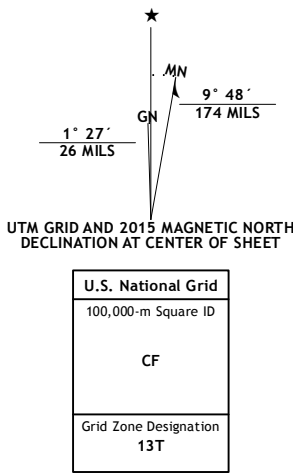 ★
MN
9° 48´
174 MILS
GN
1° 27´
26 MILS
UTM GRID AND 2015 MAGNETIC NORTH
DECLINATION AT CENTER OF SHEET
U.S. National Grid
100,000-m Square ID
CF
Grid Zone Designation
13T